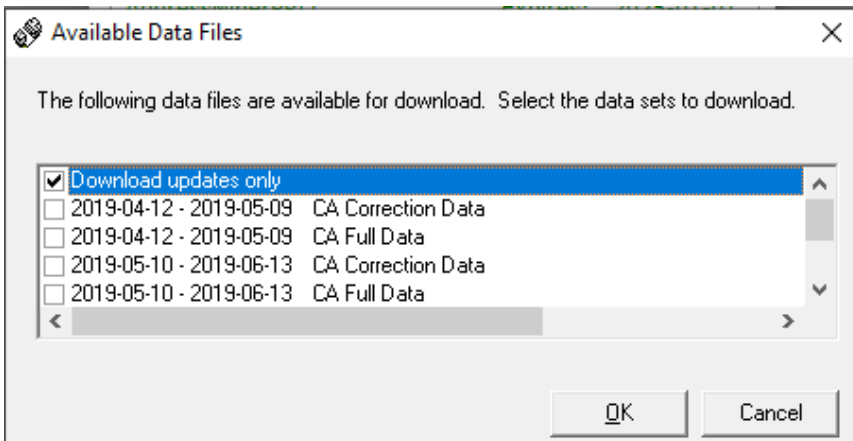 Available Data Files
The following data files are available for download.  Select the data sets to download.
Download updates only
2019-04-12 - 2019-05-09   CA Correction Data
2019-04-12 - 2019-05-09   CA Full Data
2019-05-10 - 2019-06-13   CA Correction Data
2019-05-10 - 2019-06-13   CA Full Data
OK
Cancel